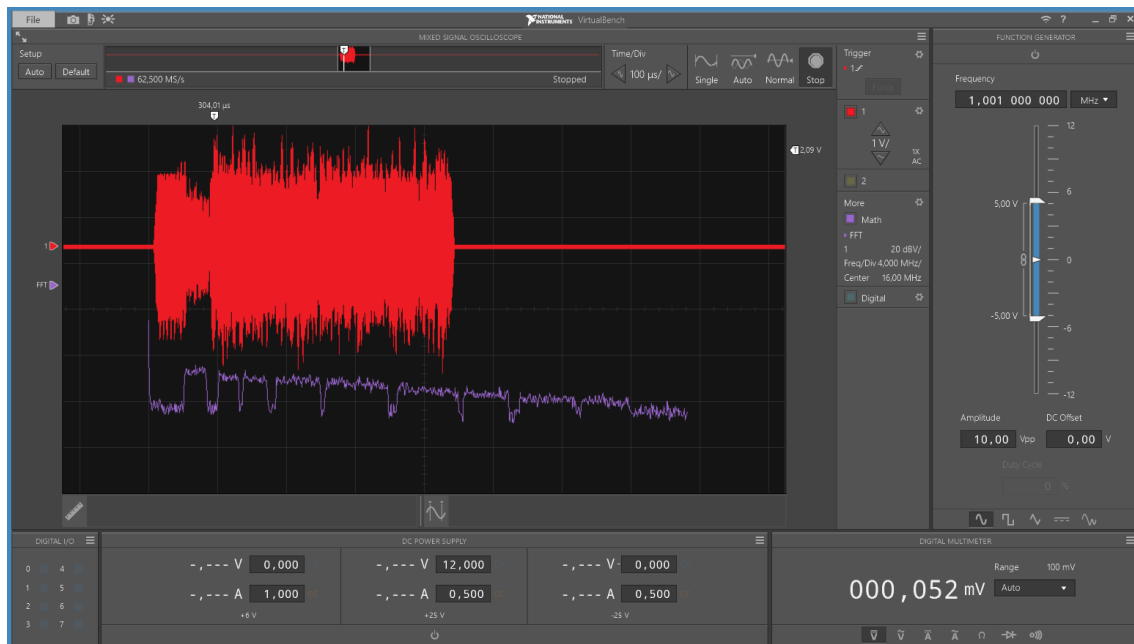 File
NATIONAL INSTRUMENTS VirtualBench
?
MIXED SIGNAL OSCILLOSCOPE
Setup
Auto Default
T
62,500 MS/s Stopped
Time/Div
100 µs/
Single Auto Normal Stop
Trigger
1
Force
304,01 µs
T
T 2,09 V
1
1 V/
1X
AC
2
More
Math
FFT
1 20 dBV/
Freq/Div 4,000 MHz/
Center 16,00 MHz
Digital
1
FFT
FUNCTION GENERATOR
Frequency
1,001 000 000 MHz
12
6
5,00 V
0
-5,00 V
-6
-12
Amplitude DC Offset
10,00 Vpp 0,00 V
Duty Cycle
0 %
DIGITAL I/O
0 4
1 5
2 6
3 7
DC POWER SUPPLY
-,--- V 0,000
-,--- A 1,000
+6 V
-,--- V 12,000
-,--- A 0,500
+25 V
-,--- V - 0,000
-,--- A 0,500
-25 V
DIGITAL MULTIMETER
000,052 mV
Range 100 mV
Auto
V V A A Ω